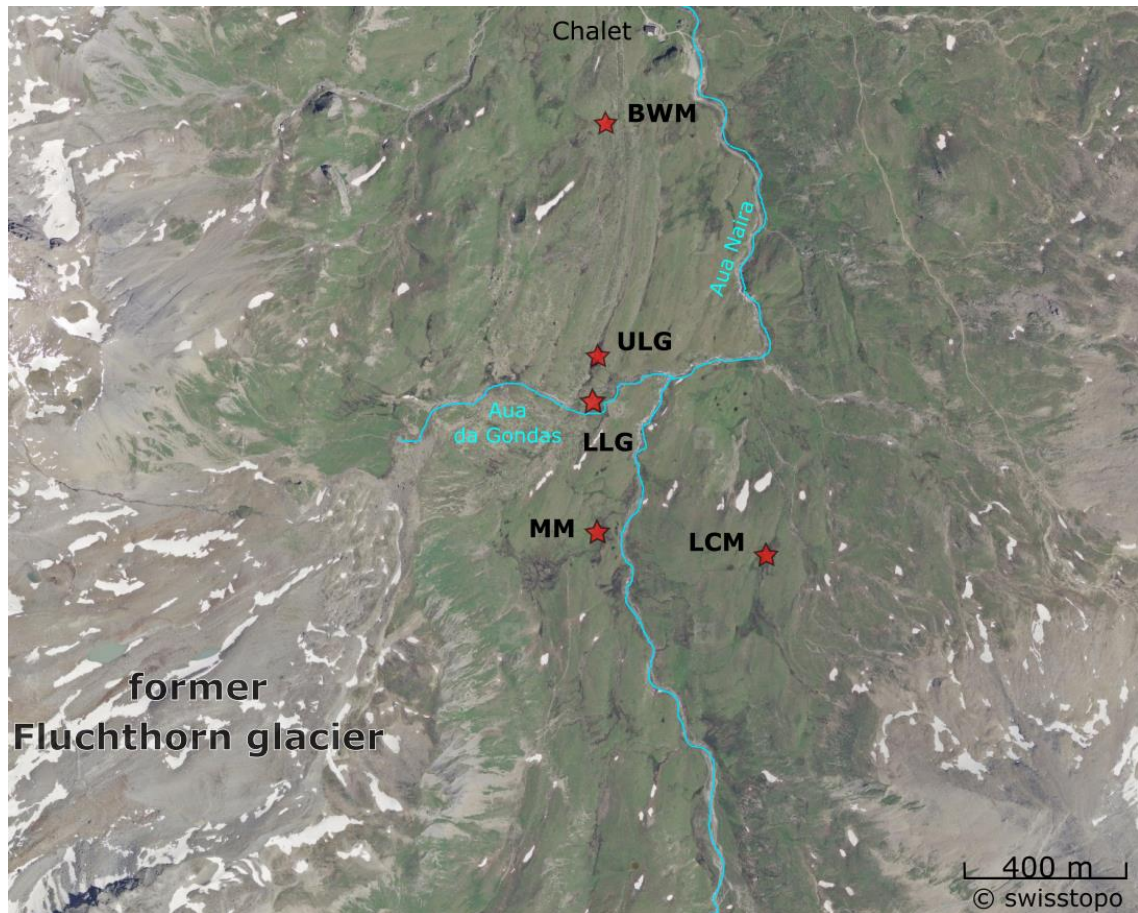 Chalet
BWM
Aua Naira
ULG
Aua
da Gondas
LLG
MM
LCM
former
Fluchthorn glacier
400 m
© swisstopo